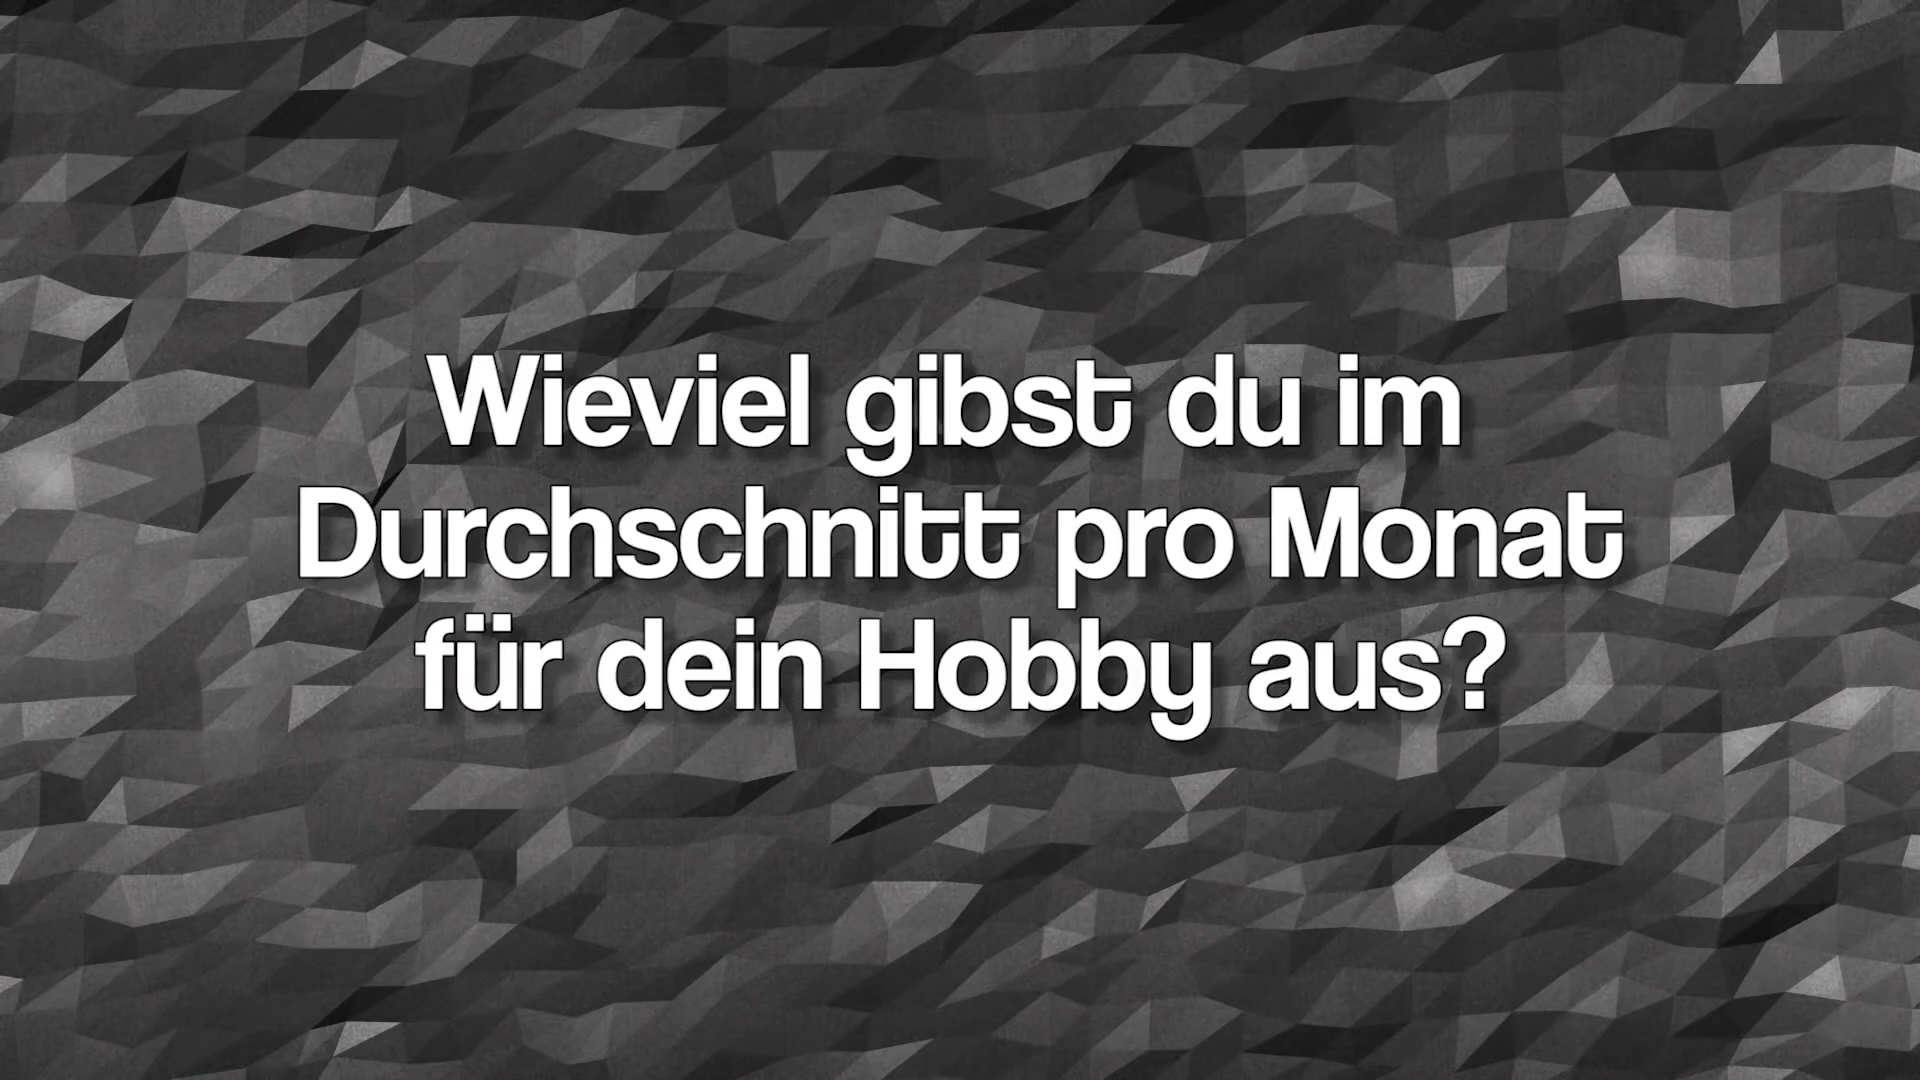 Wieviel gibst du im
Durchschnitt pro Monat
für dein Hobby aus?